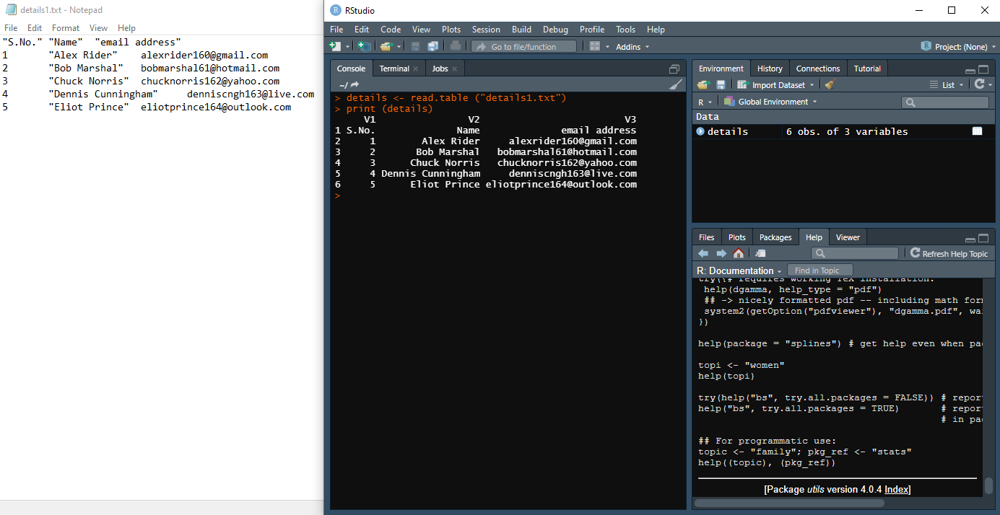 details1.txt - Notepad
File Edit Format View Help
"S.No." "Name" "email address"
1 "Alex Rider" alexrider160@gmail.com
2 "Bob Marshal" bobmarshal61@hotmail.com
3 "Chuck Norris" chucknorris162@yahoo.com
4 "Dennis Cunningham" denniscngh163@live.com
5 "Eliot Prince" eliotprince164@outlook.com
R RStudio
File Edit Code View Plots Session Build Debug Profile Tools Help
Go to file/function Addins
R Project: (None)
Console Terminal Jobs
~/
> details <- read.table ("details1.txt")
> print (details)
V1 V2 V3
1 S.No. Name email address
2 1 Alex Rider alexrider160@gmail.com
3 2 Bob Marshal bobmarshal61@hotmail.com
4 3 Chuck Norris chucknorris162@yahoo.com
5 4 Dennis Cunningham denniscngh163@live.com
6 5 Eliot Prince eliotprince164@outlook.com
>
Environment History Connections Tutorial
Import Dataset List
R Global Environment
Data
details 6 obs. of 3 variables
Files Plots Packages Help Viewer
Refresh Help Topic
R: Documentation Find in Topic
try({# requires working TeX installation:
help(dgamma, help_type = "pdf")
## -> nicely formatted pdf -- including math for
system2(getOption("pdfviewer"), "dgamma.pdf", wa
})
help(package = "splines") # get help even when pa
topi <- "women"
help(topi)
try(help("bs", try.all.packages = FALSE)) # repor
help("bs", try.all.packages = TRUE) # repor
# in pa
## For programmatic use:
topic <- "family"; pkg_ref <- "stats"
help((topic), (pkg_ref))
[Package utils version 4.0.4 Index]